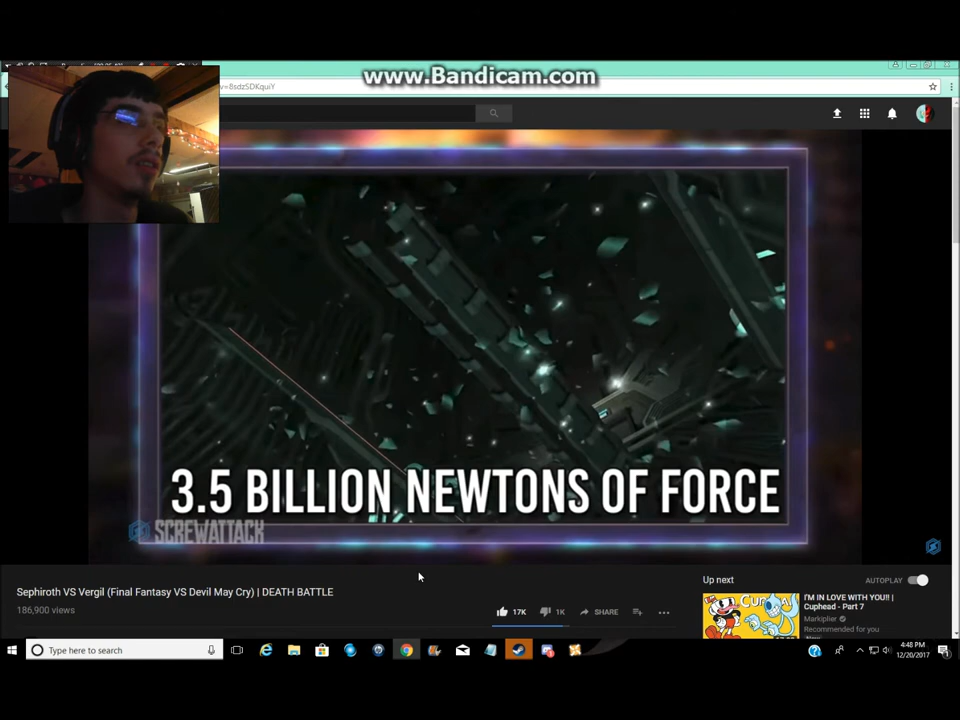 www.Bandicam.com
v=8sdzSDKquiY
3.5 BILLION NEWTONS OF FORCE
SCREWATTACK
Sephiroth VS Vergil (Final Fantasy VS Devil May Cry) | DEATH BATTLE
186,900 views
17K
1K
SHARE
Up next
AUTOPLAY
I'M IN LOVE WITH YOU!! |
Cuphead - Part 7
Markiplier
Recommended for you
New
Type here to search
4:48 PM
12/20/2017